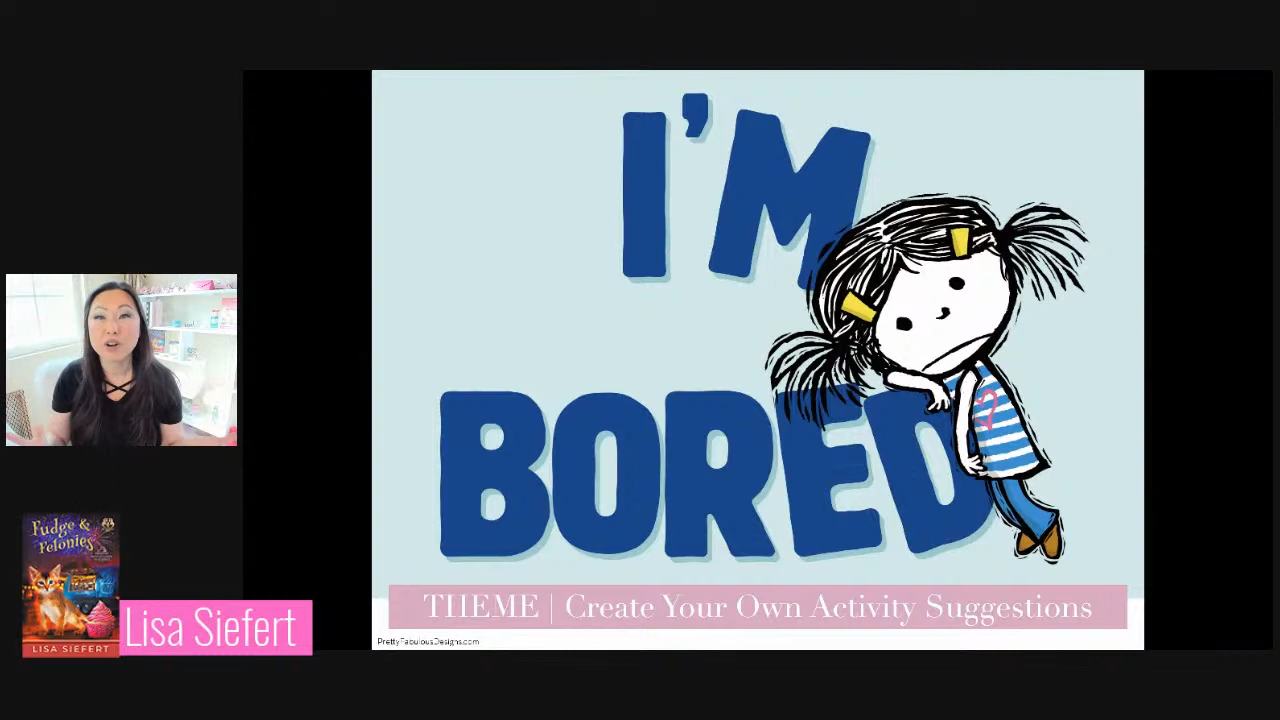 I'M
BORED
THEME | Create Your Own Activity Suggestions
PrettyFabulousDesigns.com
Fudge &
Felonies
LISA SIEFERT
Lisa Siefert